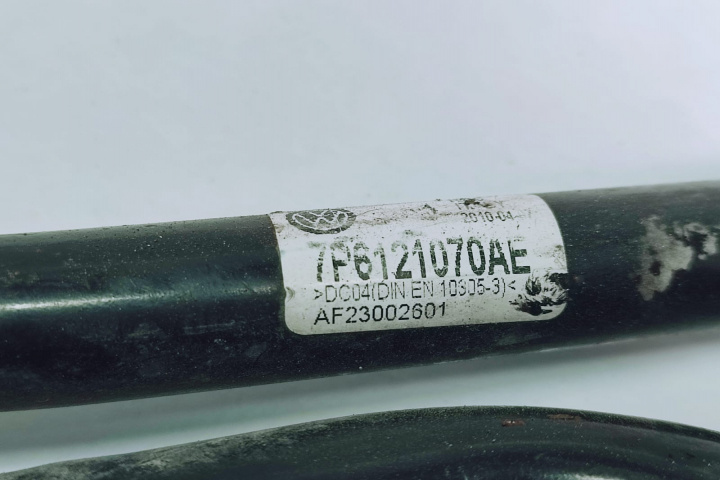 2010-04
7P6121070AE
>DC04(DIN EN 10305-3)<
AF23002601